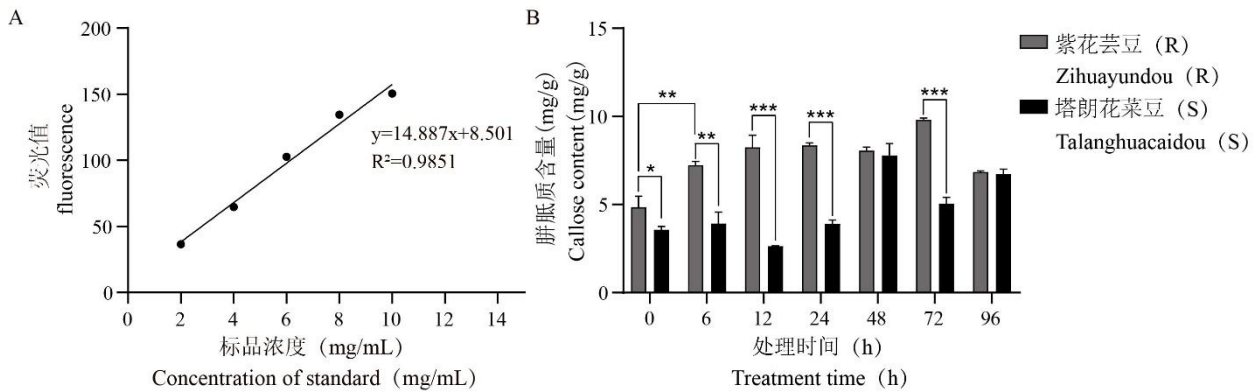 A
200
150
100
50
0
荧光值
fluorescence
y=14.887x+8.501
R²=0.9851
0 2 4 6 8 10 12 14
标品浓度（mg/mL）
Concentration of standard（mg/mL）
B
15
10
5
0
胼胝质含量(mg/g)
Callose content(mg/g)
**
*
**
***
***
***
0 6 12 24 48 72 96
处理时间（h）
Treatment time（h）
紫花芸豆（R）
Zihuayundou（R）
塔朗花菜豆（S）
Talanghuacaidou（S）